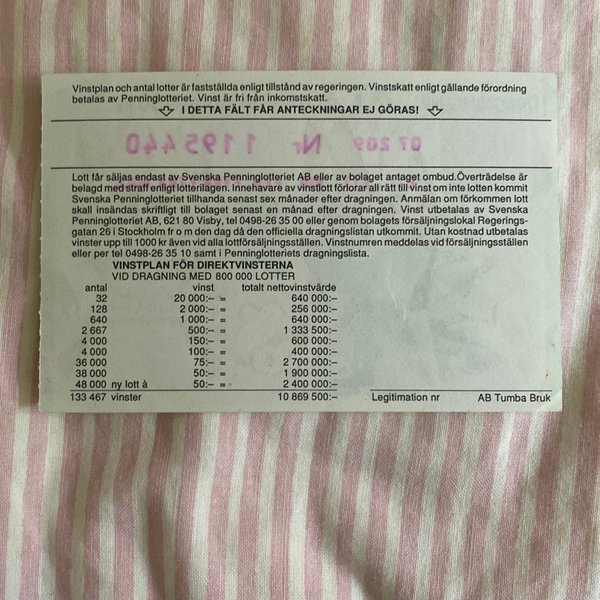 Vinstplan och antal lotter är fastställda enligt tillstånd av regeringen. Vinstskatt enligt gällande förordning
betalas av Penninglotteriet. Vinst är fri från inkomstskatt.
I DETTA FÄLT FÅR ANTECKNINGAR EJ GÖRAS!
07 209 Nr 1195440
Lott får säljas endast av Svenska Penninglotteriet AB eller av bolaget antaget ombud.Överträdelse är
belagd med straff enligt lotterilagen. Innehavare av vinstlott förlorar all rätt till vinst om inte lotten kommit
Svenska Penninglotteriet tillhanda senast sex månader efter dragningen. Anmälan om förkommen lott
skall insändas skriftligt till bolaget senast en månad efter dragningen. Vinst utbetalas av Svenska
Penninglotteriet AB, 621 80 Visby, tel 0498-26 35 00 eller genom bolagets försäljningslokal Regerings-
gatan 26 i Stockholm fr o m den dag då den officiella dragningslistan utkommit. Utan kostnad utbetalas
vinster upp till 1000 kr även vid alla lottförsäljningsställen. Vinstnumren meddelas vid försäljningsställen
eller per tel 0498-26 35 10 samt i Penninglotteriets dragningslista.
VINSTPLAN FÖR DIREKTVINSTERNA
VID DRAGNING MED 800 000 LOTTER
antal vinst totalt nettovinstvärde
32 20 000:– = 640 000:–
128 2 000:– = 256 000:–
640 1 000:– = 640 000:–
2 667 500:– = 1 333 500:–
4 000 150:– = 600 000:–
4 000 100:– = 400 000:–
36 000 75:– = 2 700 000:–
38 000 50:– = 1 900 000:–
48 000 ny lott à 50:– = 2 400 000:–
133 467 vinster 10 869 500:– Legitimation nr AB Tumba Bruk